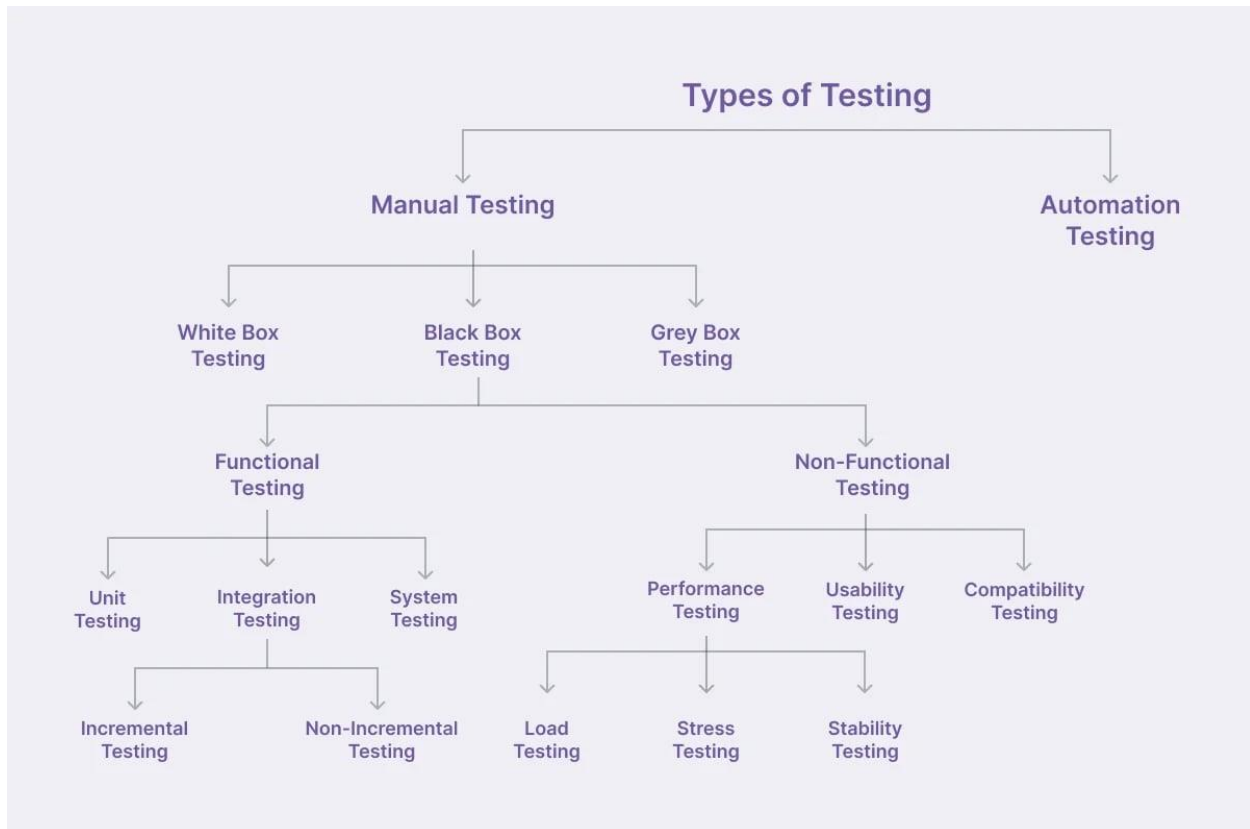 Types of Testing
Manual Testing
Automation
Testing
White Box
Testing
Black Box
Testing
Grey Box
Testing
Functional
Testing
Non-Functional
Testing
Unit
Testing
Integration
Testing
System
Testing
Performance
Testing
Usability
Testing
Compatibility
Testing
Incremental
Testing
Non-Incremental
Testing
Load
Testing
Stress
Testing
Stability
Testing